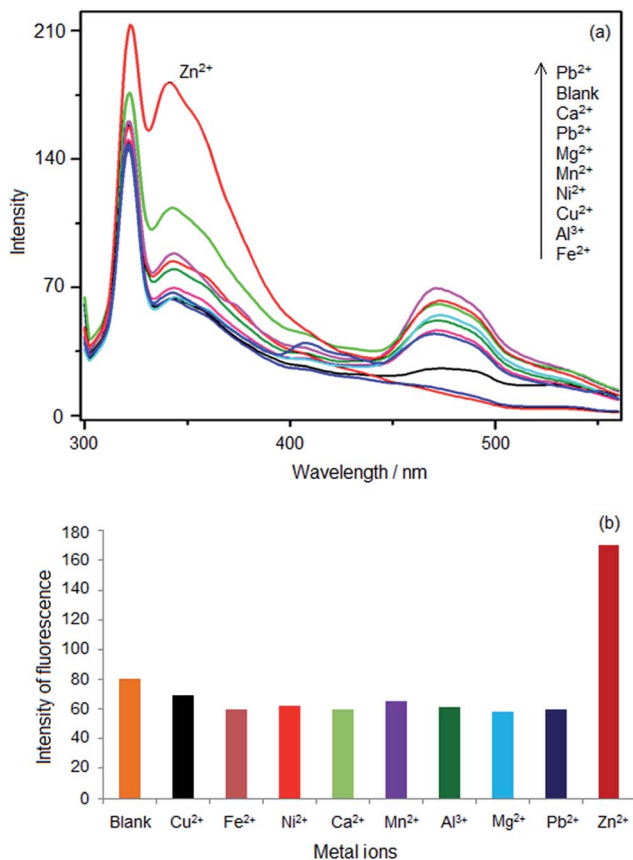 (a)
210
140
70
0
Intensity
Zn²⁺
Pb²⁺
Blank
Ca²⁺
Pb²⁺
Mg²⁺
Mn²⁺
Ni²⁺
Cu²⁺
Al³⁺
Fe²⁺
300 400 500
Wavelength / nm
(b)
180
160
140
120
100
80
60
40
20
0
Intensity of fluorescence
Blank Cu²⁺ Fe²⁺ Ni²⁺ Ca²⁺ Mn²⁺ Al³⁺ Mg²⁺ Pb²⁺ Zn²⁺
Metal ions